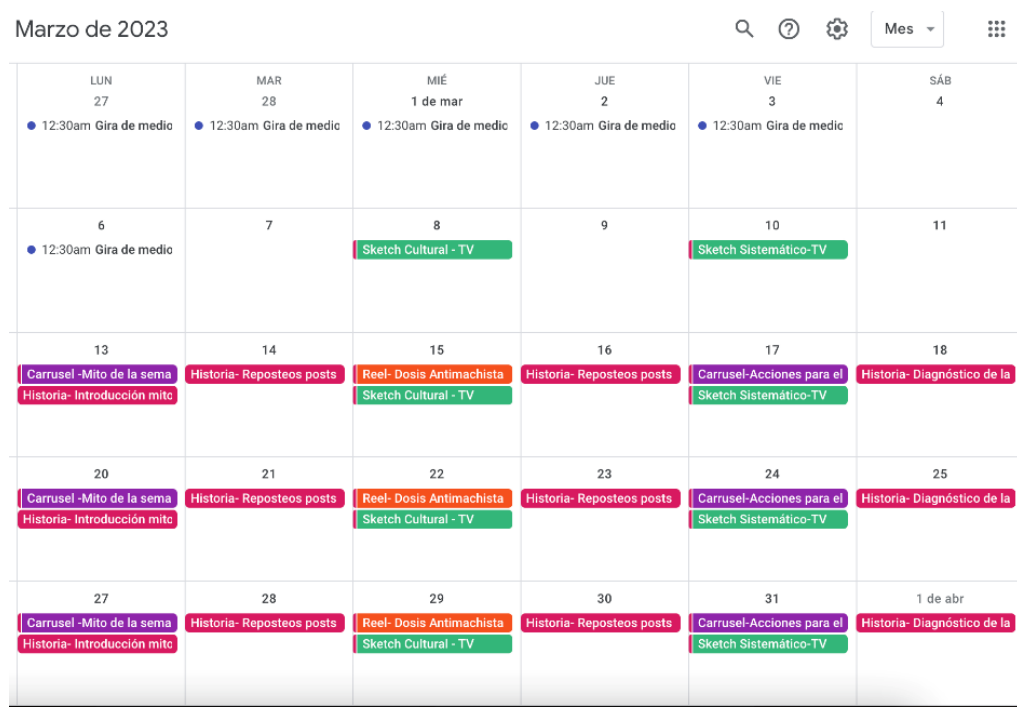 Marzo de 2023
Mes
LUN MAR MIÉ JUE VIE SÁB
27 28 1 de mar 2 3 4
12:30am Gira de medio 12:30am Gira de medio 12:30am Gira de medio 12:30am Gira de medio 12:30am Gira de medio
6 7 8 9 10 11
12:30am Gira de medio Sketch Cultural - TV Sketch Sistemático-TV
13 14 15 16 17 18
Carrusel -Mito de la sema Historia- Reposteos posts Reel- Dosis Antimachista Historia- Reposteos posts Carrusel-Acciones para el Historia- Diagnóstico de la
Historia- Introducción mito Sketch Cultural - TV Sketch Sistemático-TV
20 21 22 23 24 25
Carrusel -Mito de la sema Historia- Reposteos posts Reel- Dosis Antimachista Historia- Reposteos posts Carrusel-Acciones para el Historia- Diagnóstico de la
Historia- Introducción mito Sketch Cultural - TV Sketch Sistemático-TV
27 28 29 30 31 1 de abr
Carrusel -Mito de la sema Historia- Reposteos posts Reel- Dosis Antimachista Historia- Reposteos posts Carrusel-Acciones para el Historia- Diagnóstico de la
Historia- Introducción mito Sketch Cultural - TV Sketch Sistemático-TV